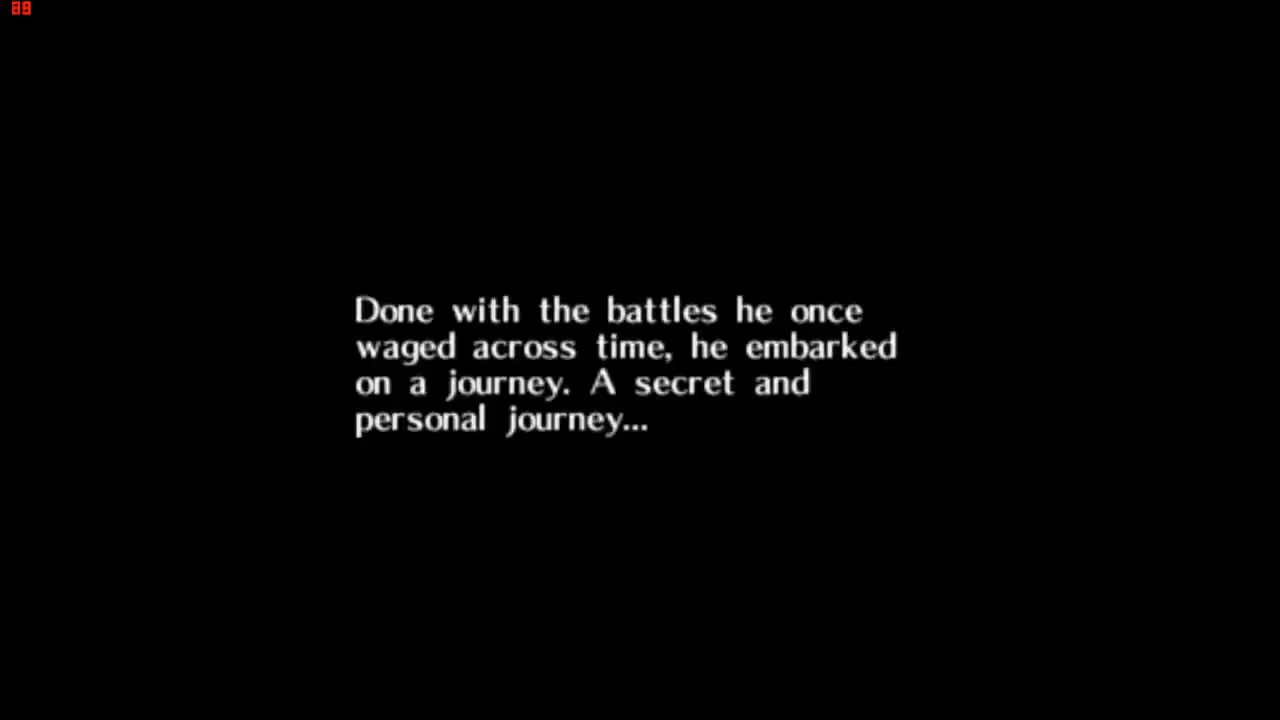 Done with the battles he once
waged across time, he embarked
on a journey. A secret and
personal journey...